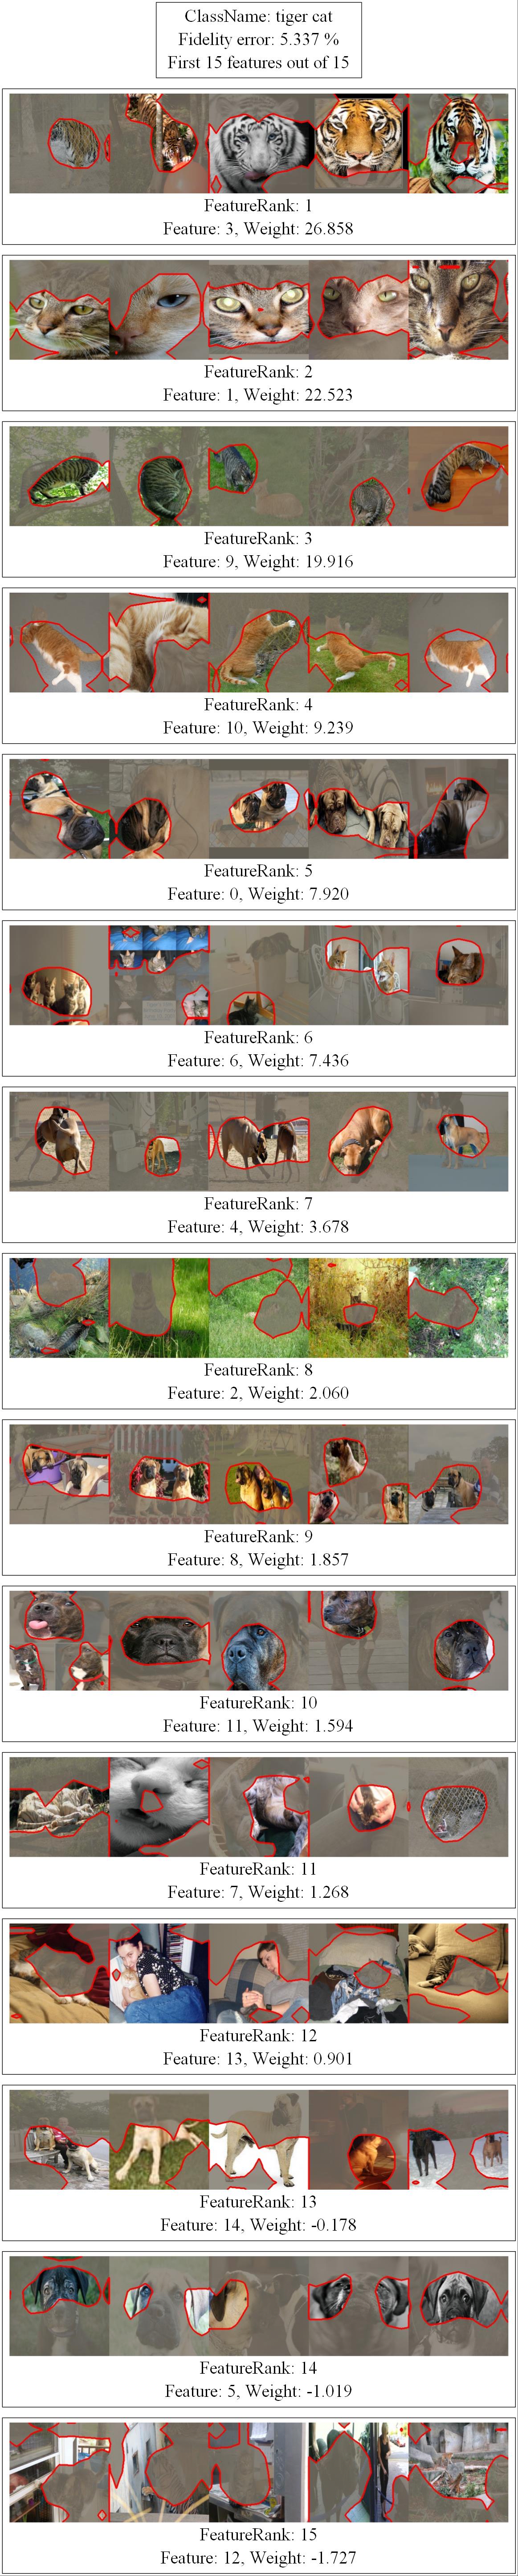 ClassName: tiger cat
Fidelity error: 5.337 %
First 15 features out of 15
FeatureRank: 1
Feature: 3, Weight: 26.858
FeatureRank: 2
Feature: 1, Weight: 22.523
FeatureRank: 3
Feature: 9, Weight: 19.916
FeatureRank: 4
Feature: 10, Weight: 9.239
FeatureRank: 5
Feature: 0, Weight: 7.920
FeatureRank: 6
Feature: 6, Weight: 7.436
FeatureRank: 7
Feature: 4, Weight: 3.678
FeatureRank: 8
Feature: 2, Weight: 2.060
FeatureRank: 9
Feature: 8, Weight: 1.857
FeatureRank: 10
Feature: 11, Weight: 1.594
FeatureRank: 11
Feature: 7, Weight: 1.268
FeatureRank: 12
Feature: 13, Weight: 0.901
FeatureRank: 13
Feature: 14, Weight: -0.178
FeatureRank: 14
Feature: 5, Weight: -1.019
FeatureRank: 15
Feature: 12, Weight: -1.727